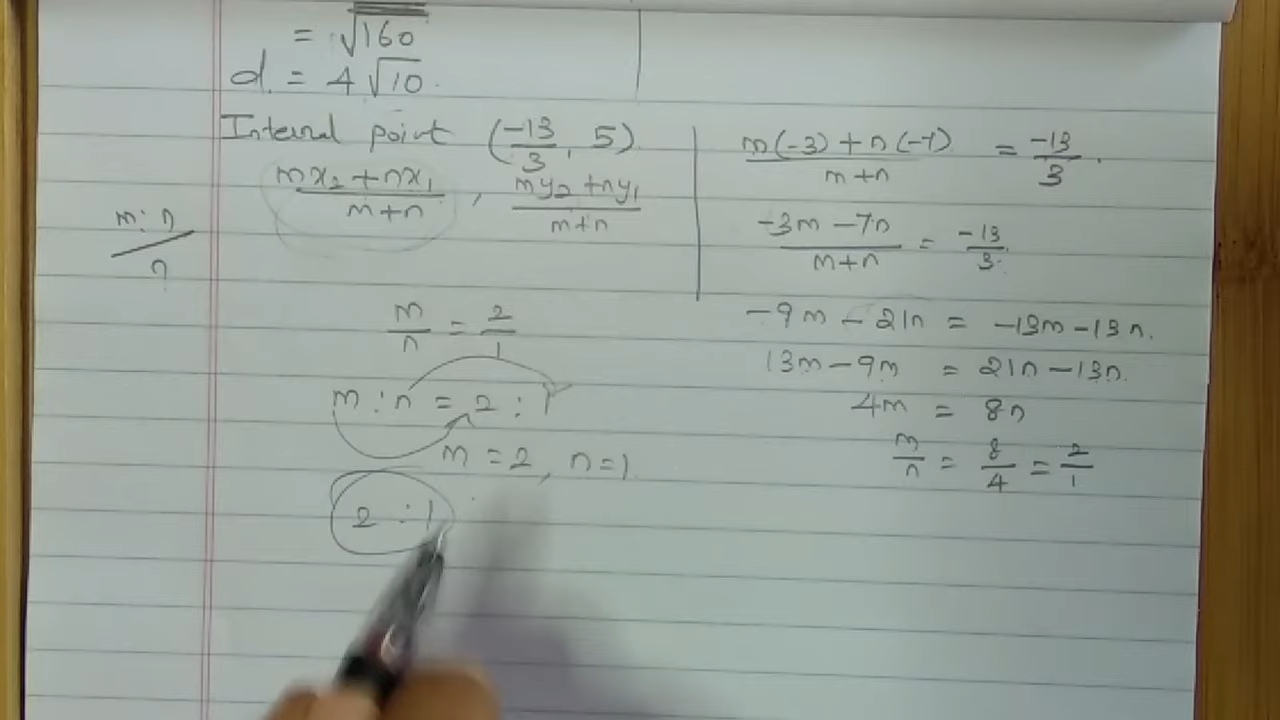 = √160
d = 4√10.
Internal point (-13/3, 5)
(mx₂+nx₁)/(m+n), (my₂+ny₁)/(m+n)
m:n
n
m/n = 2/1
m:n = 2:1
m=2, n=1
2:1
(m(-3)+n(-7))/(m+n) = -13/3.
(-3m-7n)/(m+n) = -13/3.
-9m-21n = -13m-13n.
13m-9m = 21n-13n.
4m = 8n
m/n = 8/4 = 2/1